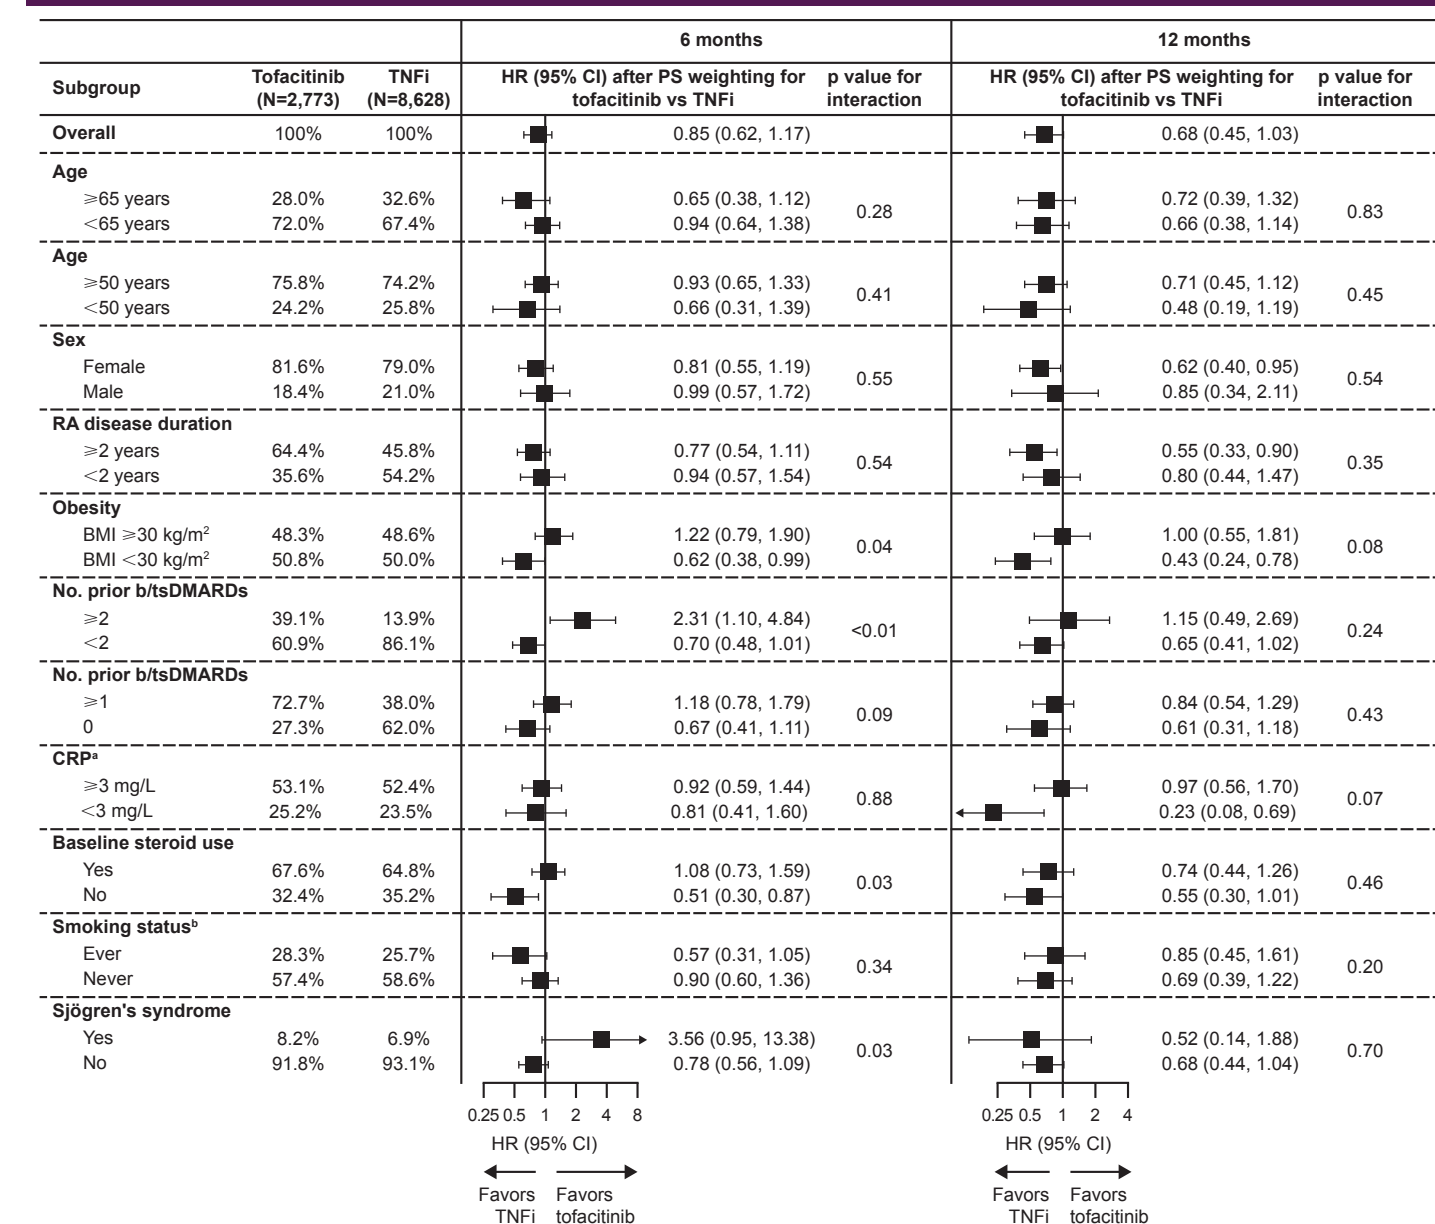 6 months 12 months
Subgroup Tofacitinib (N=2,773) TNFi (N=8,628) HR (95% CI) after PS weighting for tofacitinib vs TNFi p value for interaction HR (95% CI) after PS weighting for tofacitinib vs TNFi p value for interaction
Overall 100% 100% 0.85 (0.62, 1.17) 0.68 (0.45, 1.03)
Age
⩾65 years 28.0% 32.6% 0.65 (0.38, 1.12) 0.28 0.72 (0.39, 1.32) 0.83
<65 years 72.0% 67.4% 0.94 (0.64, 1.38) 0.66 (0.38, 1.14)
Age
⩾50 years 75.8% 74.2% 0.93 (0.65, 1.33) 0.41 0.71 (0.45, 1.12) 0.45
<50 years 24.2% 25.8% 0.66 (0.31, 1.39) 0.48 (0.19, 1.19)
Sex
Female 81.6% 79.0% 0.81 (0.55, 1.19) 0.55 0.62 (0.40, 0.95) 0.54
Male 18.4% 21.0% 0.99 (0.57, 1.72) 0.85 (0.34, 2.11)
RA disease duration
⩾2 years 64.4% 45.8% 0.77 (0.54, 1.11) 0.54 0.55 (0.33, 0.90) 0.35
<2 years 35.6% 54.2% 0.94 (0.57, 1.54) 0.80 (0.44, 1.47)
Obesity
BMI ⩾30 kg/m² 48.3% 48.6% 1.22 (0.79, 1.90) 0.04 1.00 (0.55, 1.81) 0.08
BMI <30 kg/m² 50.8% 50.0% 0.62 (0.38, 0.99) 0.43 (0.24, 0.78)
No. prior b/tsDMARDs
⩾2 39.1% 13.9% 2.31 (1.10, 4.84) <0.01 1.15 (0.49, 2.69) 0.24
<2 60.9% 86.1% 0.70 (0.48, 1.01) 0.65 (0.41, 1.02)
No. prior b/tsDMARDs
⩾1 72.7% 38.0% 1.18 (0.78, 1.79) 0.09 0.84 (0.54, 1.29) 0.43
0 27.3% 62.0% 0.67 (0.41, 1.11) 0.61 (0.31, 1.18)
CRPᵃ
⩾3 mg/L 53.1% 52.4% 0.92 (0.59, 1.44) 0.88 0.97 (0.56, 1.70) 0.07
<3 mg/L 25.2% 23.5% 0.81 (0.41, 1.60) 0.23 (0.08, 0.69)
Baseline steroid use
Yes 67.6% 64.8% 1.08 (0.73, 1.59) 0.03 0.74 (0.44, 1.26) 0.46
No 32.4% 35.2% 0.51 (0.30, 0.87) 0.55 (0.30, 1.01)
Smoking statusᵇ
Ever 28.3% 25.7% 0.57 (0.31, 1.05) 0.34 0.85 (0.45, 1.61) 0.20
Never 57.4% 58.6% 0.90 (0.60, 1.36) 0.69 (0.39, 1.22)
Sjögren's syndrome
Yes 8.2% 6.9% 3.56 (0.95, 13.38) 0.03 0.52 (0.14, 1.88) 0.70
No 91.8% 93.1% 0.78 (0.56, 1.09) 0.68 (0.44, 1.04)
0.25 0.5 1 2 4 8 0.25 0.5 1 2 4
HR (95% CI) HR (95% CI)
Favors TNFi Favors tofacitinib Favors TNFi Favors tofacitinib